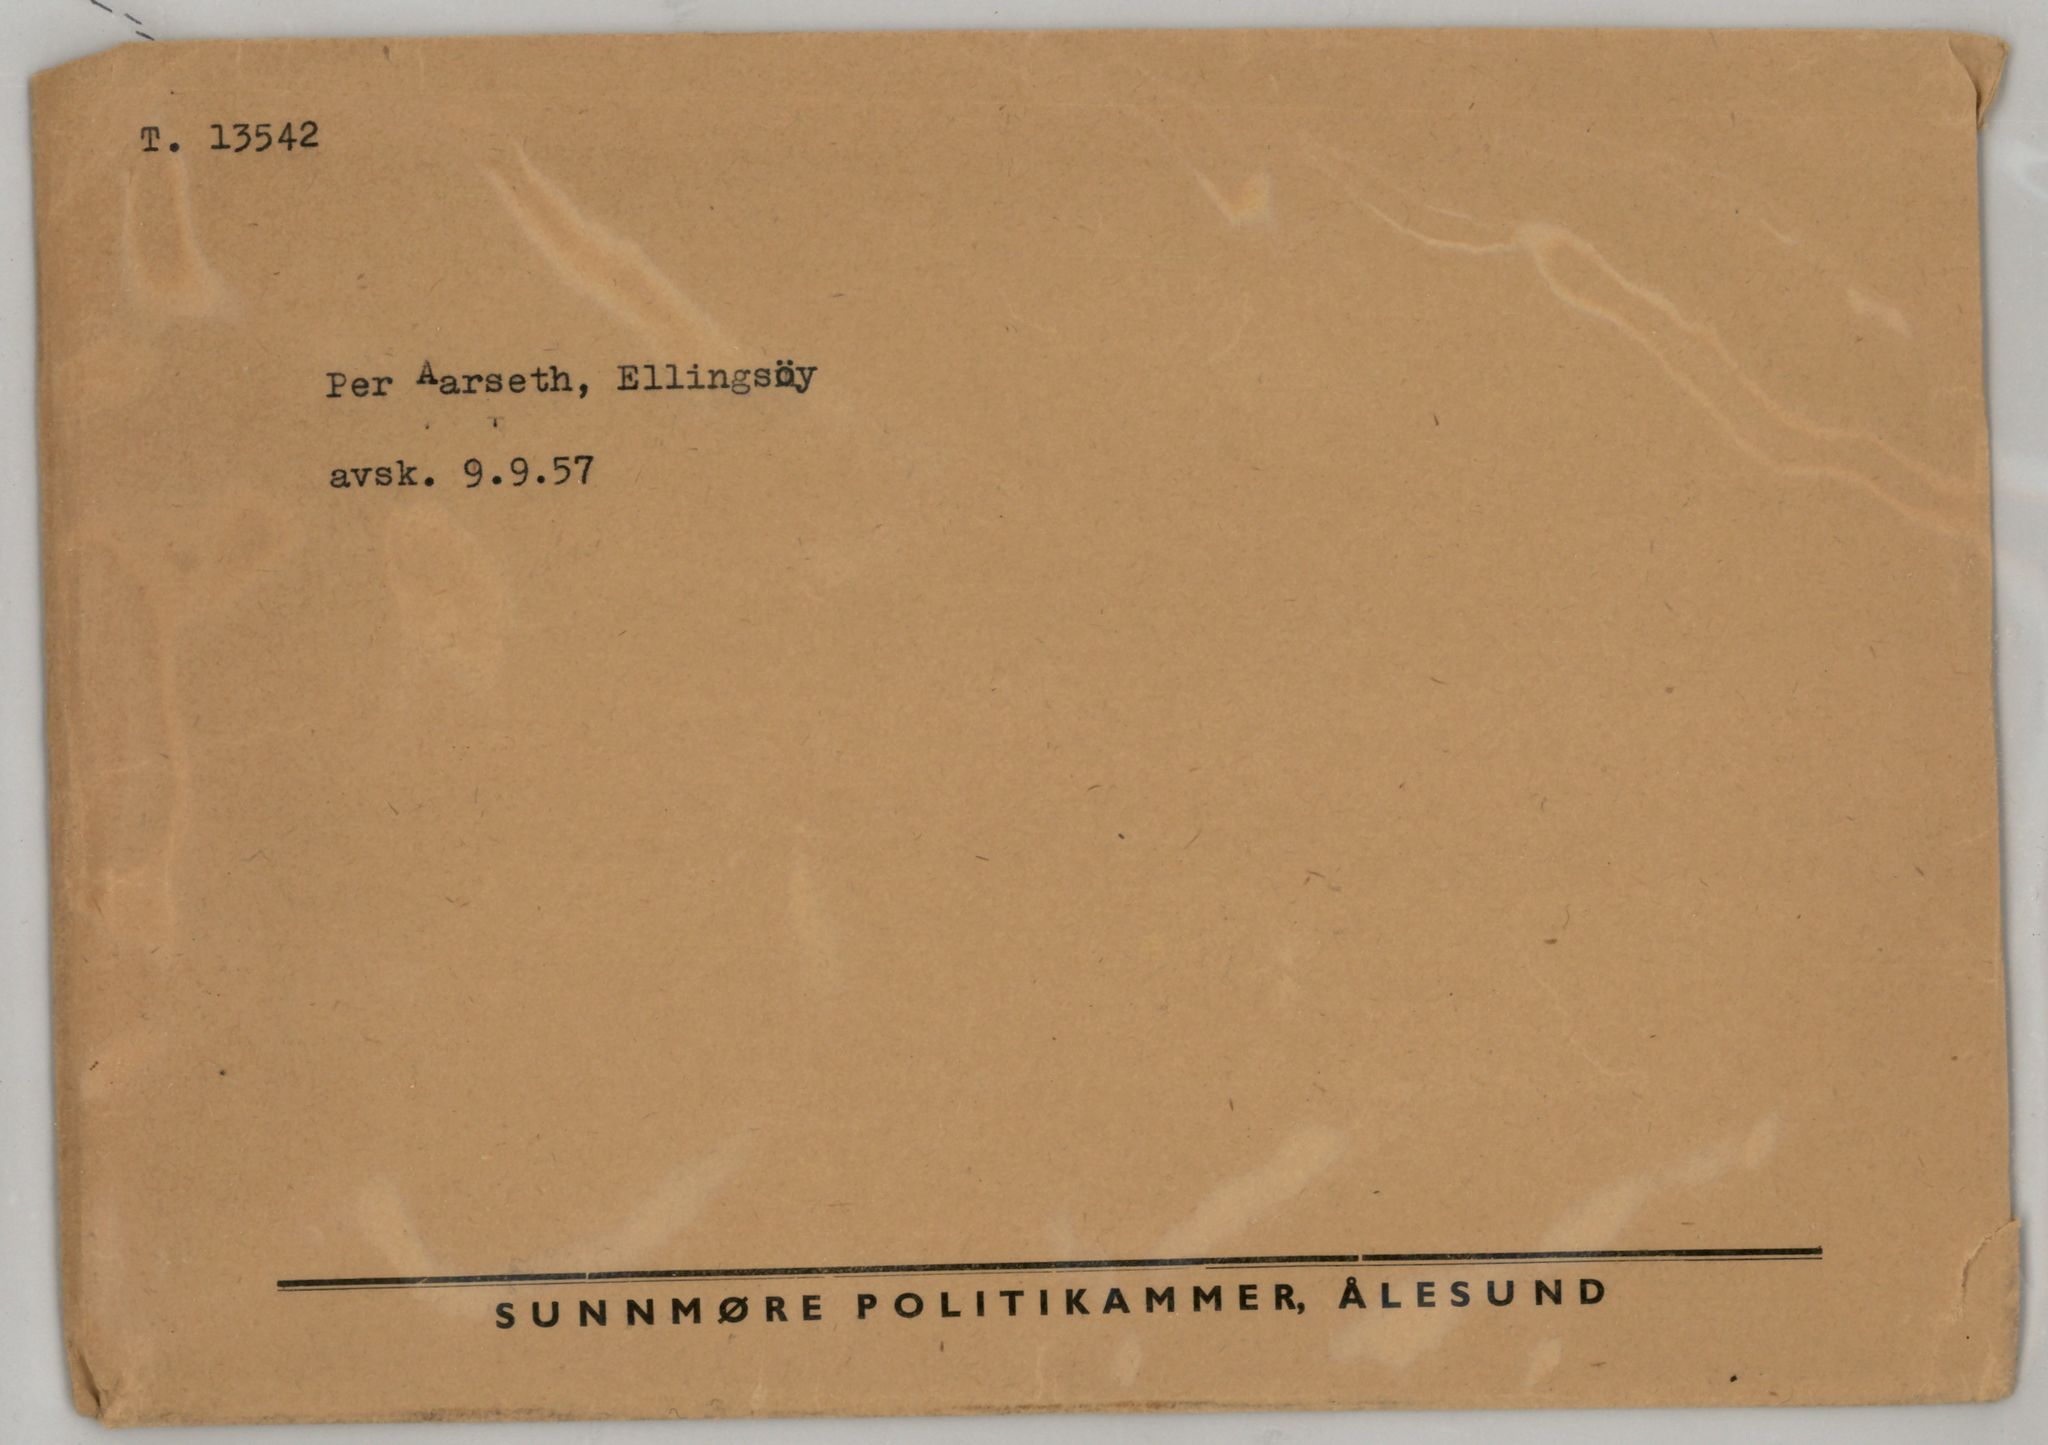 T. 13542
Per Aarseth, Ellingsöy
avsk. 9.9.57
SUNNMØRE POLITIKAMMER, ÅLESUND